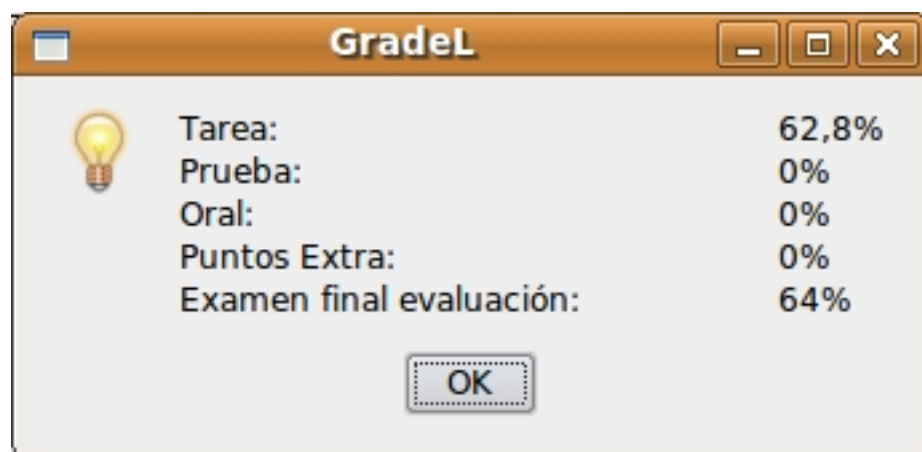 GradeL
Tarea: 62,8%
Prueba: 0%
Oral: 0%
Puntos Extra: 0%
Examen final evaluación: 64%
OK